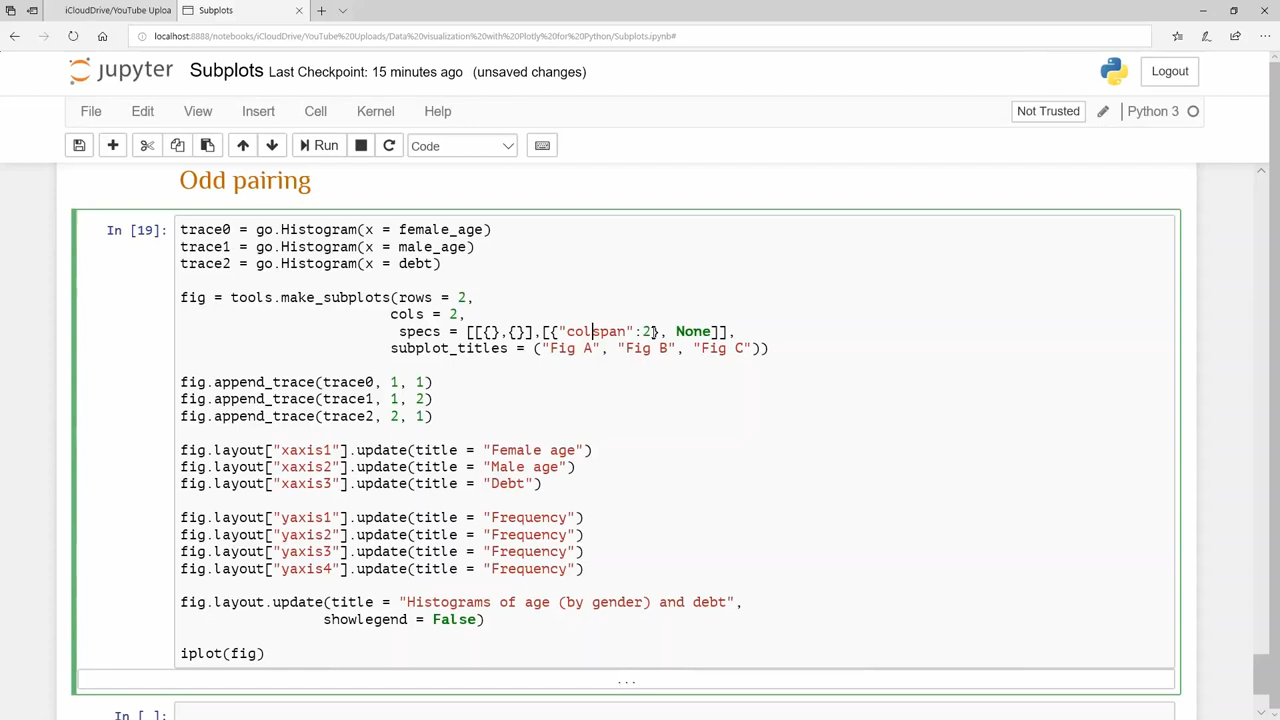 iCloudDrive/YouTube Uploa
Subplots
localhost:8888/notebooks/iCloudDrive/YouTube%20Uploads/Data%20visualization%20with%20Plotly%20for%20Python/Subplots.ipynb#
jupyter Subplots Last Checkpoint: 15 minutes ago (unsaved changes)
Logout
File Edit View Insert Cell Kernel Help
Not Trusted
Python 3
Run
Code
Odd pairing
In [19]:
trace0 = go.Histogram(x = female_age)
trace1 = go.Histogram(x = male_age)
trace2 = go.Histogram(x = debt)
fig = tools.make_subplots(rows = 2,
cols = 2,
specs = [[{},{}],[{"colspan":2}, None]],
subplot_titles = ("Fig A", "Fig B", "Fig C"))
fig.append_trace(trace0, 1, 1)
fig.append_trace(trace1, 1, 2)
fig.append_trace(trace2, 2, 1)
fig.layout["xaxis1"].update(title = "Female age")
fig.layout["xaxis2"].update(title = "Male age")
fig.layout["xaxis3"].update(title = "Debt")
fig.layout["yaxis1"].update(title = "Frequency")
fig.layout["yaxis2"].update(title = "Frequency")
fig.layout["yaxis3"].update(title = "Frequency")
fig.layout["yaxis4"].update(title = "Frequency")
fig.layout.update(title = "Histograms of age (by gender) and debt",
showlegend = False)
iplot(fig)
...
In [ ]: